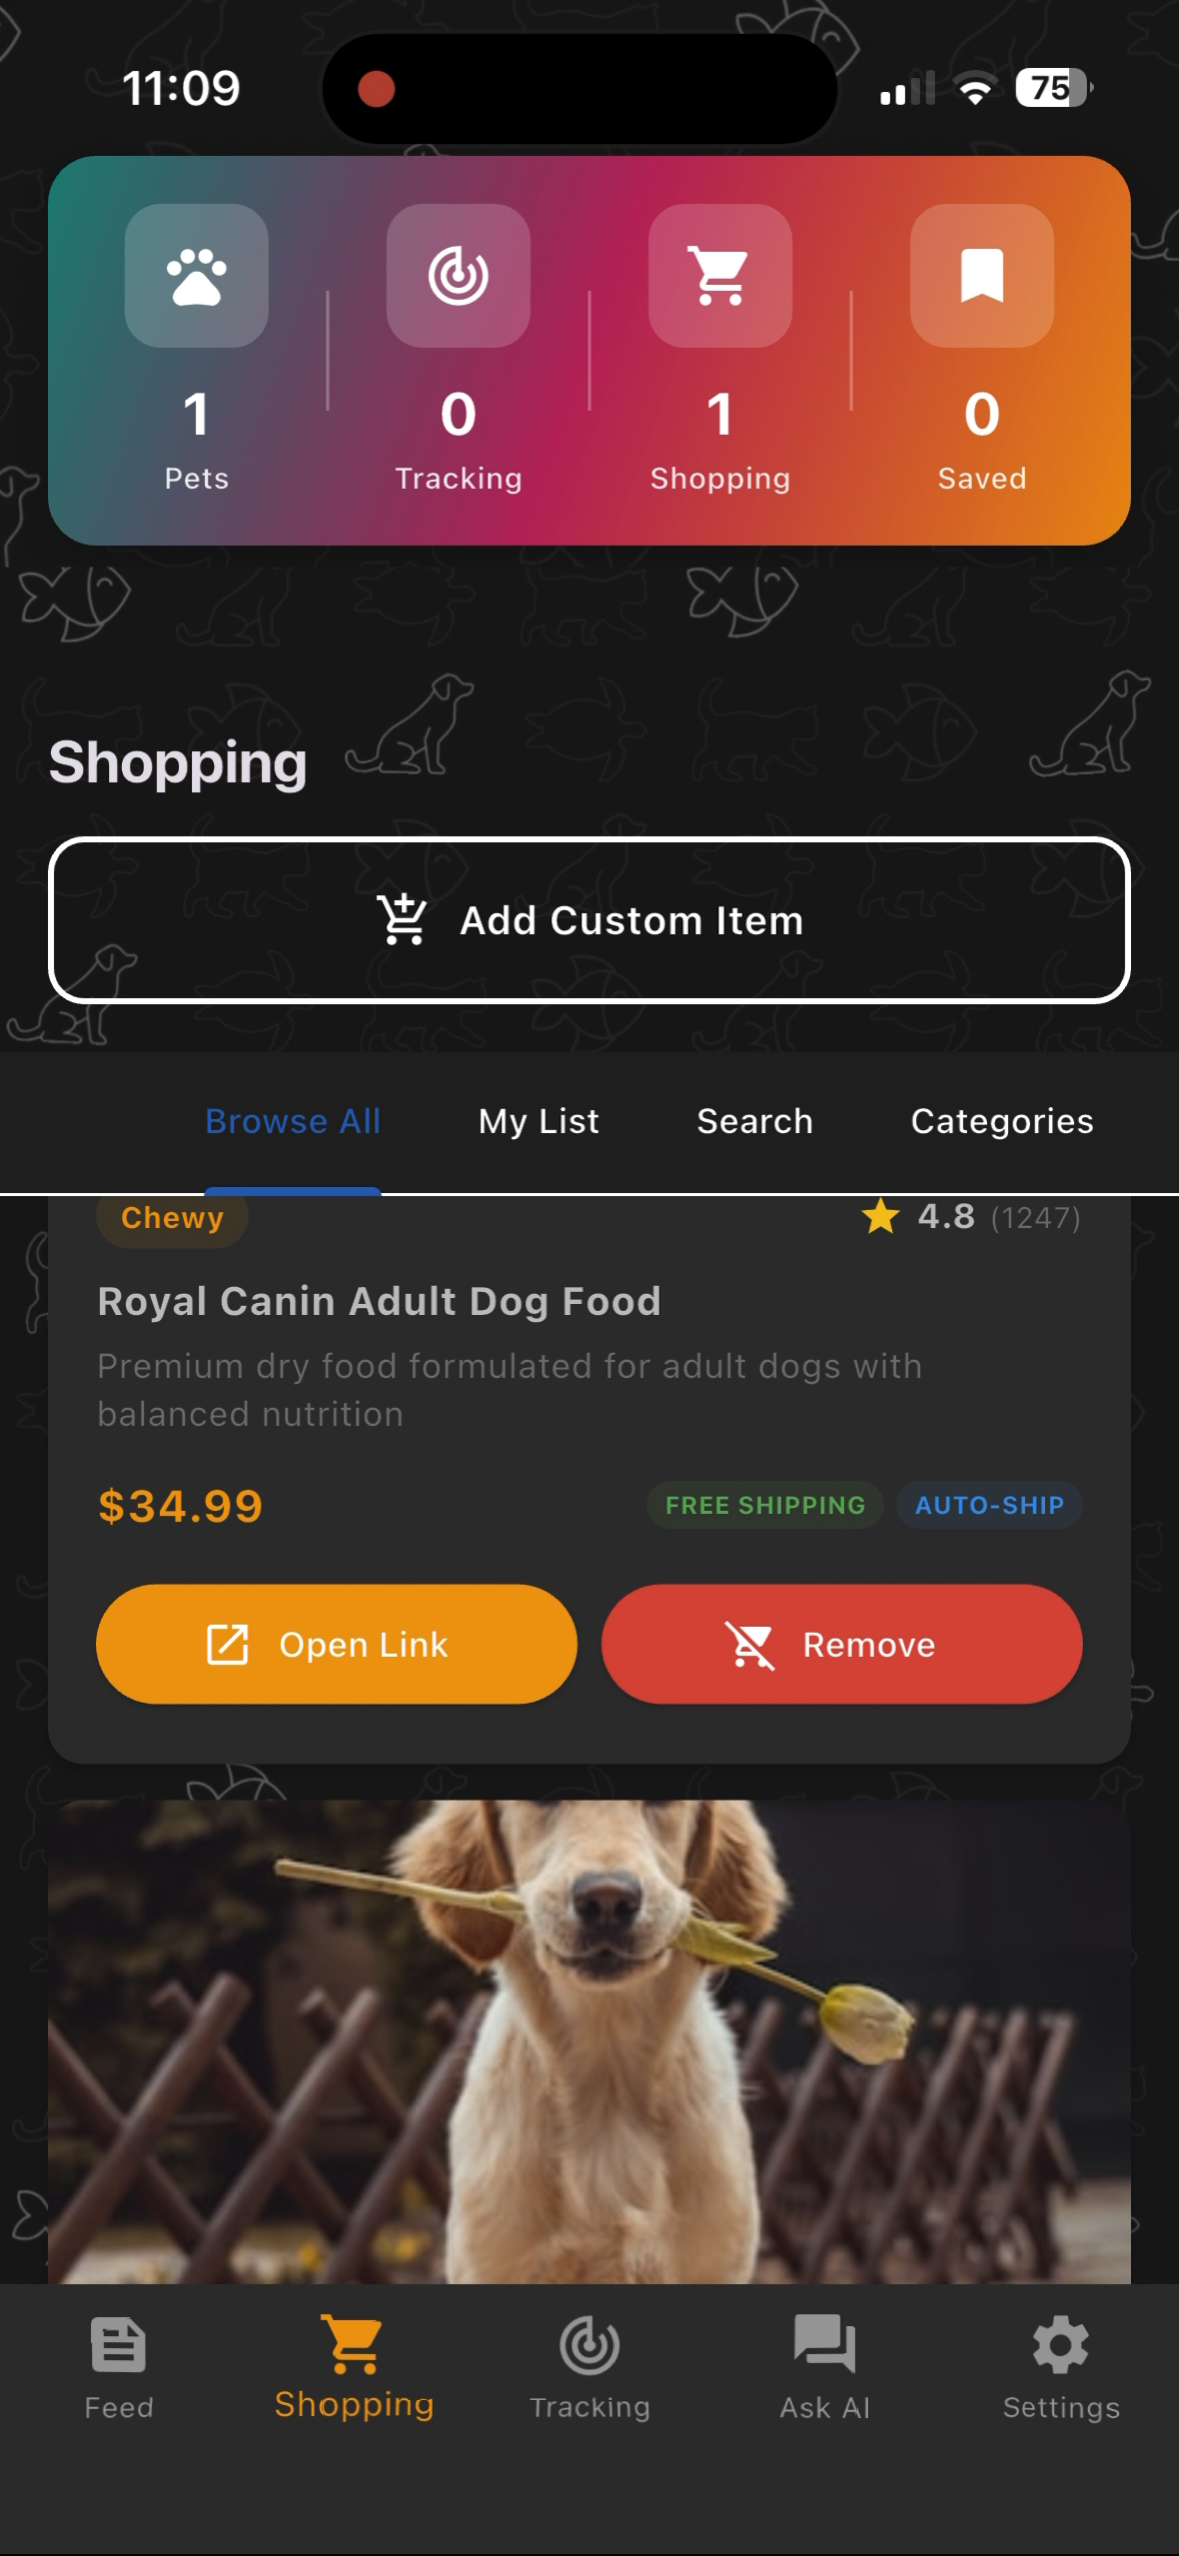 11:09
75
1
0
1
0
Pets
Tracking
Shopping
Saved
Shopping
Add Custom Item
Browse All
My List
Search
Categories
Chewy
4.8 (1247)
Royal Canin Adult Dog Food
Premium dry food formulated for adult dogs with
balanced nutrition
$34.99
FREE SHIPPING
AUTO-SHIP
Open Link
Remove
Feed
Shopping
Tracking
Ask AI
Settings